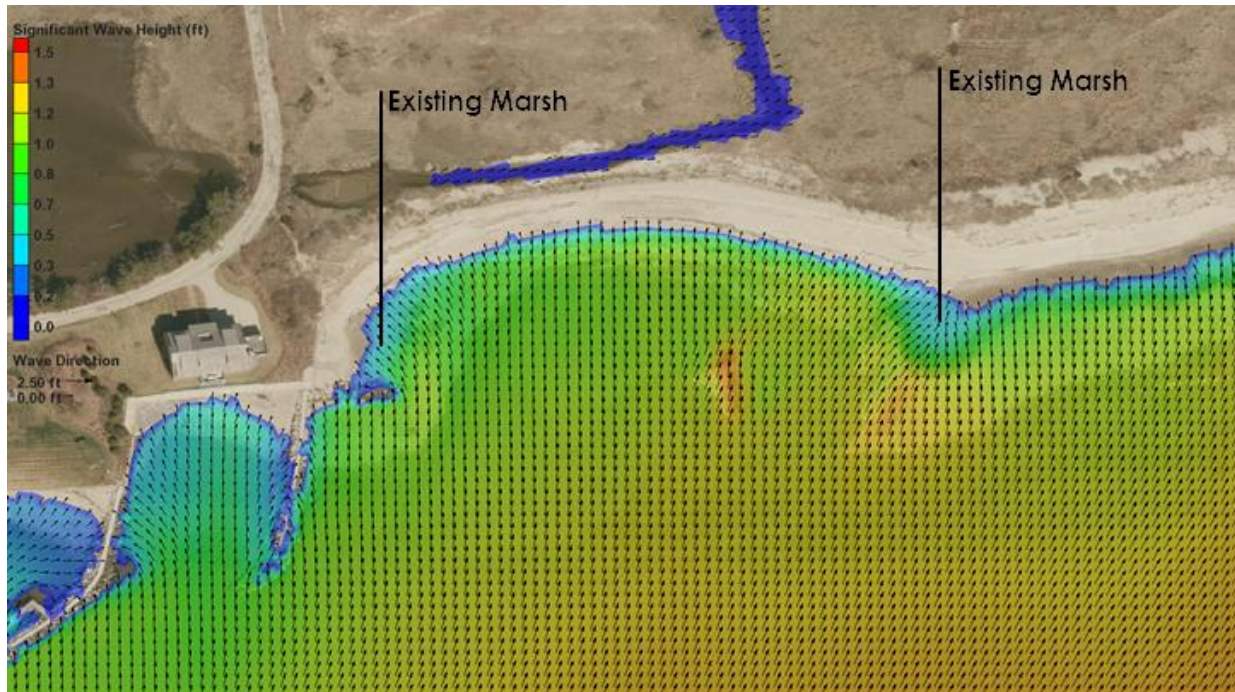 Significant Wave Height (ft)
1.5
1.3
1.2
1.0
0.8
0.7
0.5
0.3
0.2
0.0
Wave Direction
2.50 ft
0.00 ft
Existing Marsh
Existing Marsh